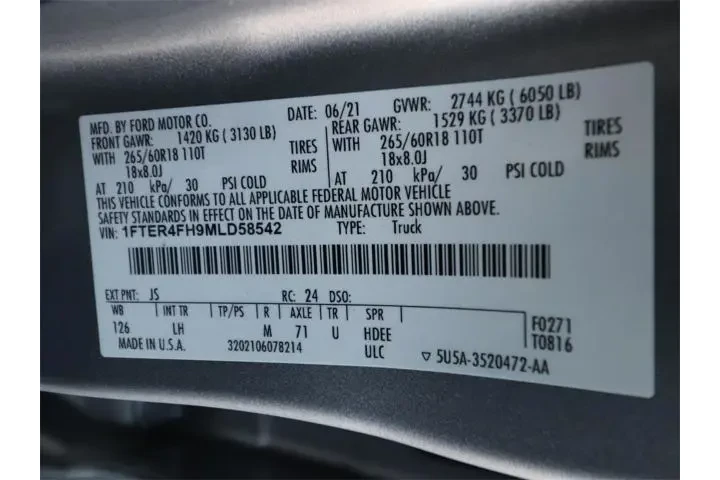 MFD. BY FORD MOTOR CO. DATE: 06/21 GVWR: 2744 KG ( 6050 LB)
FRONT GAWR: 1420 KG ( 3130 LB) REAR GAWR: 1529 KG ( 3370 LB)
WITH 265/60R18 110T TIRES WITH 265/60R18 110T TIRES
18x8.0J RIMS 18x8.0J RIMS
AT 210 kPa/ 30 PSI COLD AT 210 kPa/ 30 PSI COLD
THIS VEHICLE CONFORMS TO ALL APPLICABLE FEDERAL MOTOR VEHICLE
SAFETY STANDARDS IN EFFECT ON THE DATE OF MANUFACTURE SHOWN ABOVE.
VIN: 1FTER4FH9MLD58542 TYPE: Truck
EXT PNT: JS RC: 24 DSO:
WB INT TR TP/PS R AXLE TR SPR
126 LH M 71 U HDEE F0271
MADE IN U.S.A. 3202106078214 ULC T0816
▽ 5U5A-3520472-AA